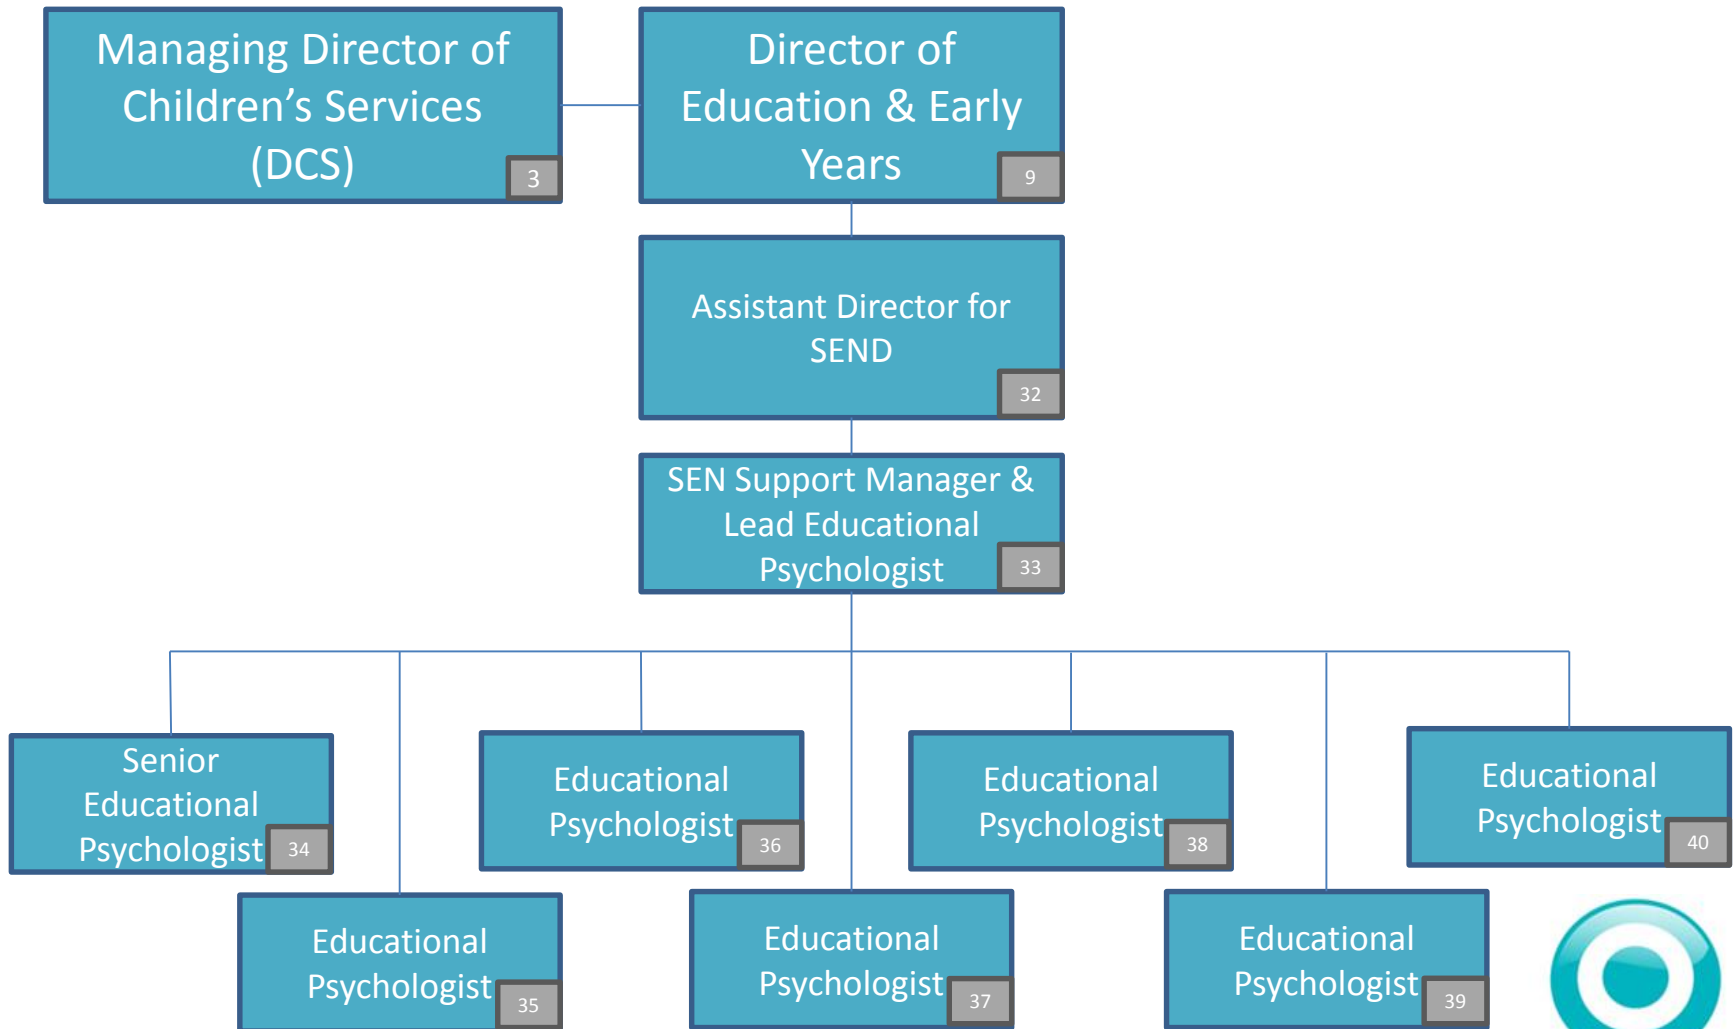 Managing Director of
Children’s Services
(DCS)
3
Director of
Education & Early
Years
9
Assistant Director for
SEND
32
SEN Support Manager &
Lead Educational
Psychologist
33
Senior
Educational
Psychologist
34
Educational
Psychologist
35
Educational
Psychologist
36
Educational
Psychologist
37
Educational
Psychologist
38
Educational
Psychologist
39
Educational
Psychologist
40